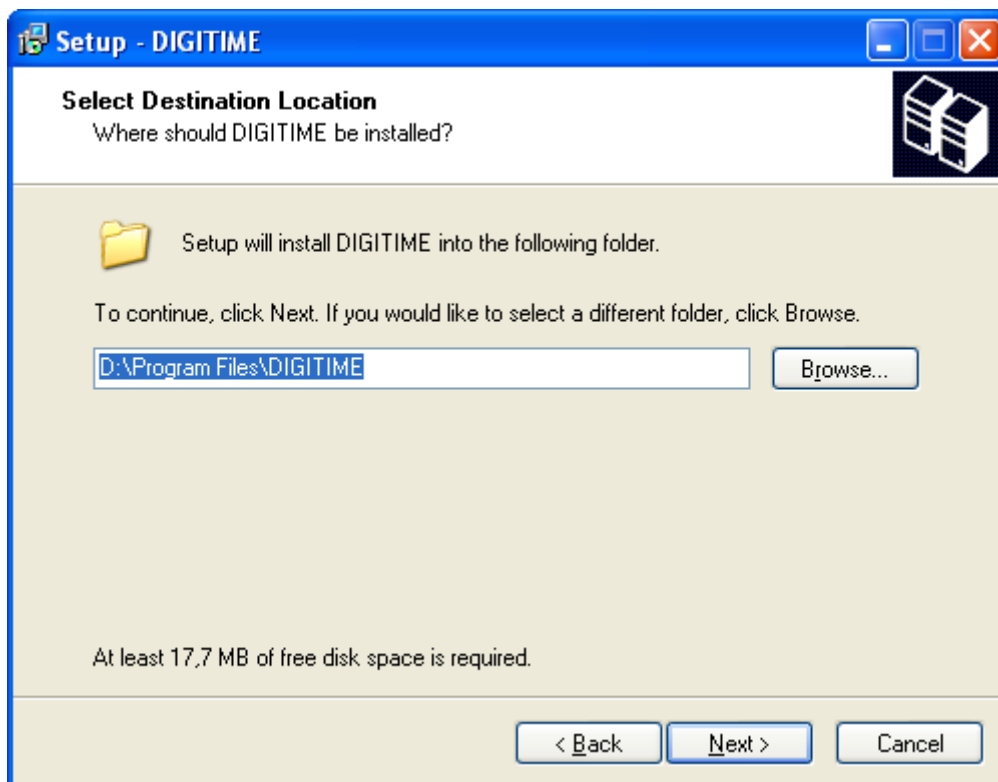 Setup - DIGITIME
Select Destination Location
Where should DIGITIME be installed?
Setup will install DIGITIME into the following folder.
To continue, click Next. If you would like to select a different folder, click Browse.
D:\Program Files\DIGITIME
Browse...
At least 17,7 MB of free disk space is required.
< Back
Next >
Cancel